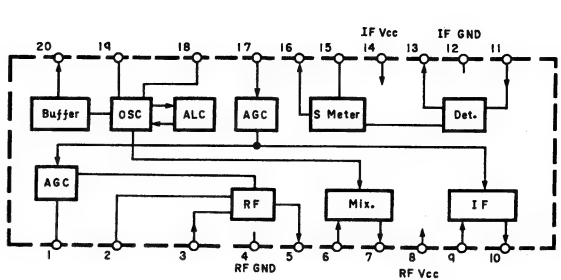 IF Vcc
IF GND
20 19 18 17 16 15 14 13 12 11
Buffer OSC ALC AGC S Meter Det.
AGC
RF Mix. IF
1 2 3 4 5 6 7 8 9 10
RF GND
RF Vcc